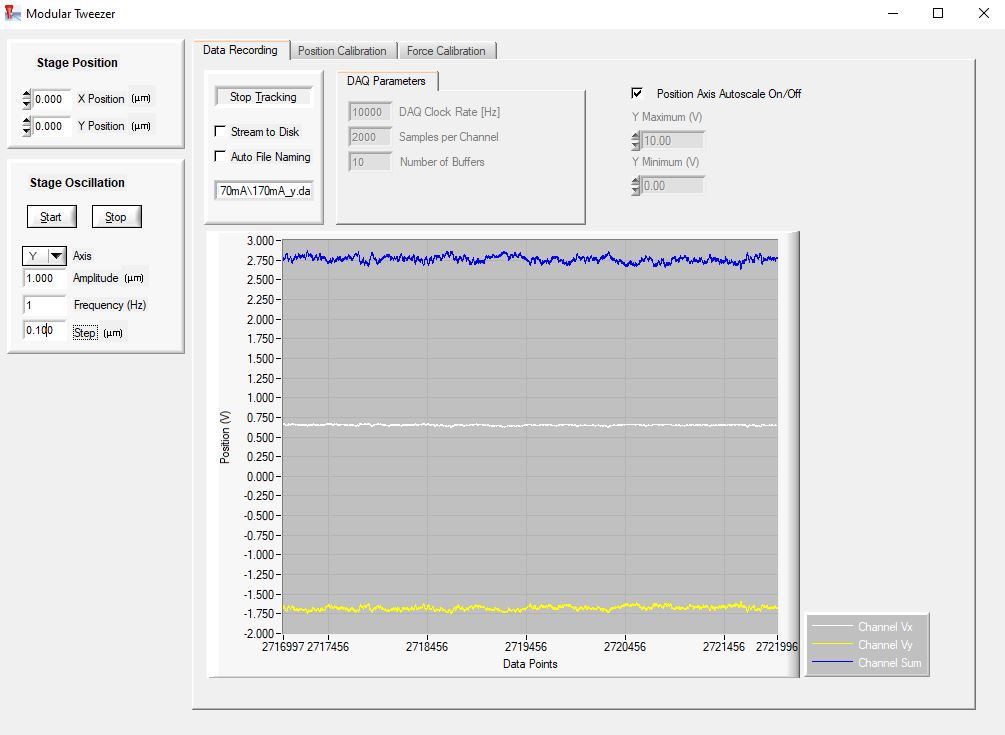 Modular Tweezer
Stage Position
0.000 X Position (µm)
0.000 Y Position (µm)
Stage Oscillation
Start Stop
Y Axis
1.000 Amplitude (µm)
1 Frequency (Hz)
0.100 Step (µm)
Data Recording Position Calibration Force Calibration
Stop Tracking
Stream to Disk
Auto File Naming
70mA\170mA_y.da
DAQ Parameters
10000 DAQ Clock Rate [Hz]
2000 Samples per Channel
10 Number of Buffers
Position Axis Autoscale On/Off
Y Maximum (V)
10.00
Y Minimum (V)
0.00
Position (V)
3.000
2.750
2.500
2.250
2.000
1.750
1.500
1.250
1.000
0.750
0.500
0.250
0.000
-0.250
-0.500
-0.750
-1.000
-1.250
-1.500
-1.750
-2.000
2716997 2717456 2718456 2719456 2720456 2721456 2721996
Data Points
Channel Vx
Channel Vy
Channel Sum